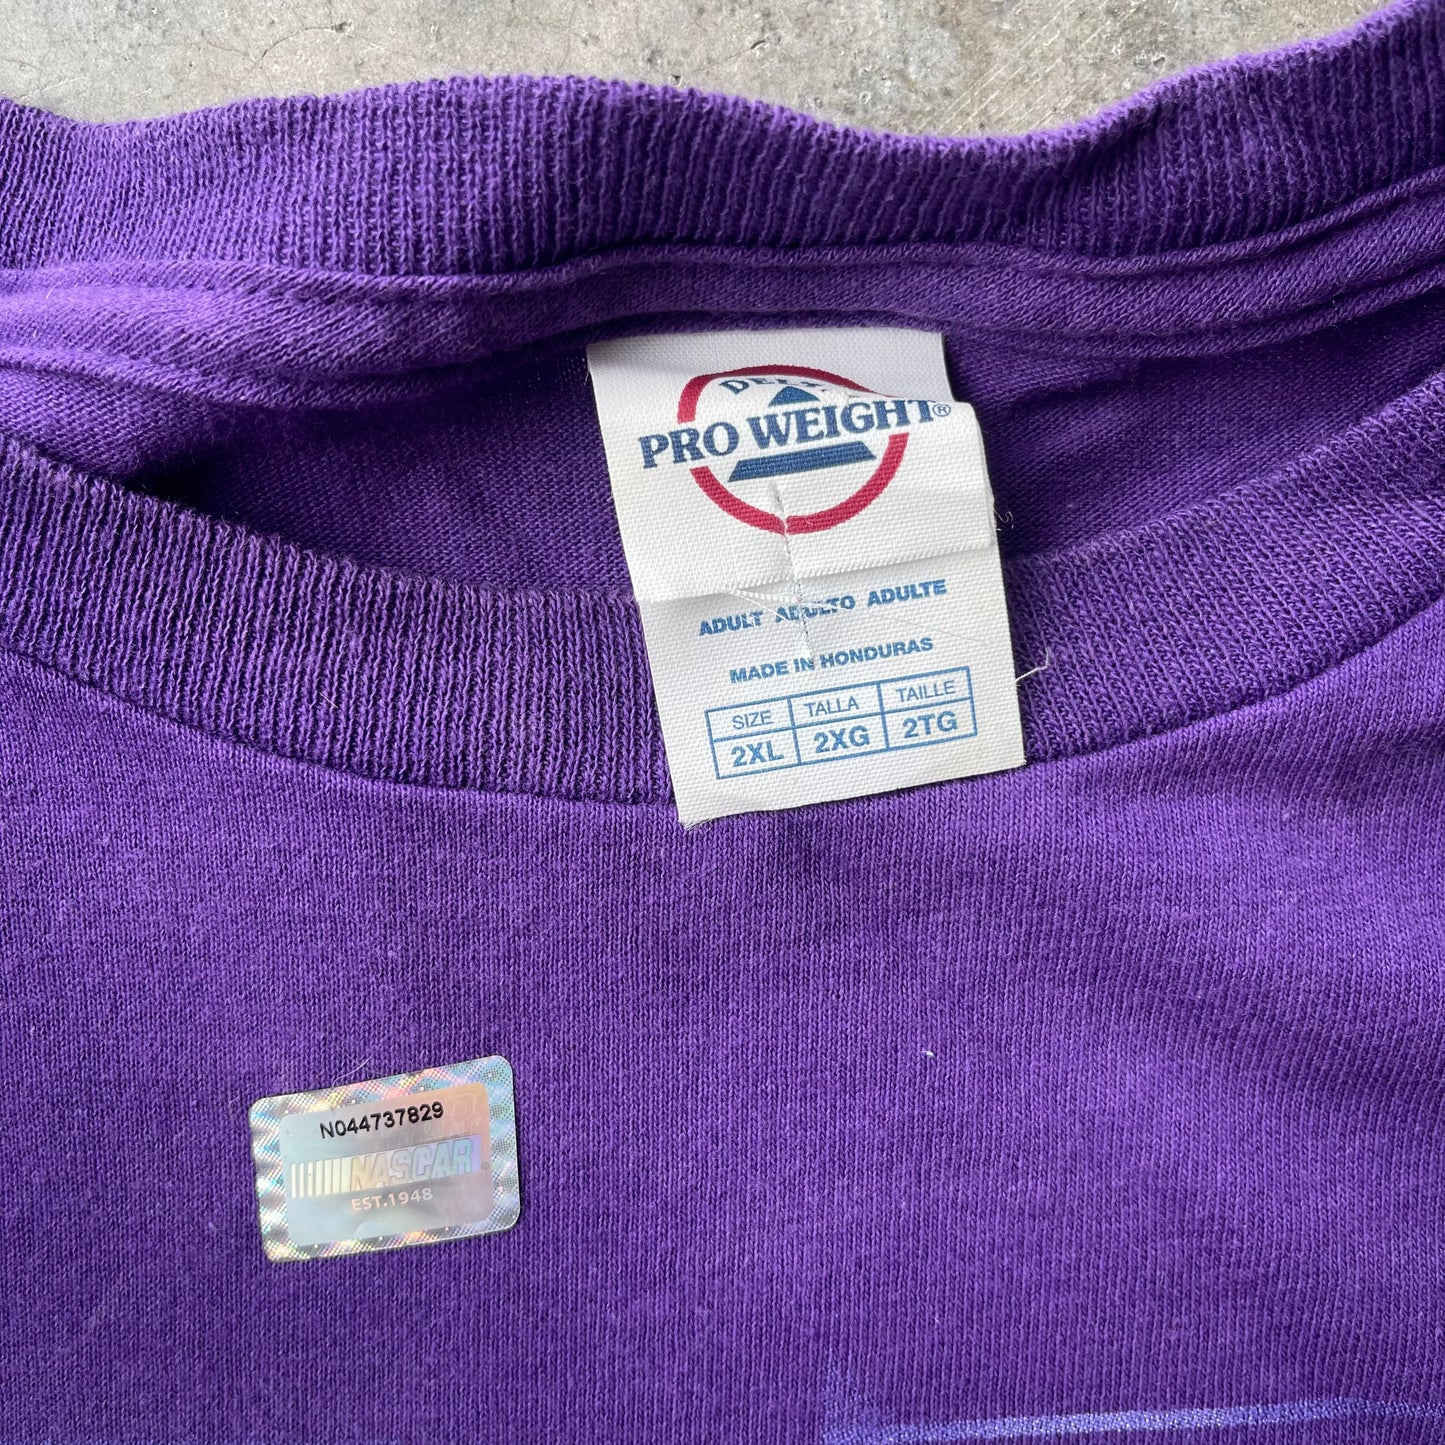 PRO WEIGHT®
ADULT ADULTO ADULTE
MADE IN HONDURAS
SIZE TALLA TAILLE
2XL 2XG 2TG
N044737829
NASCAR
EST.1948